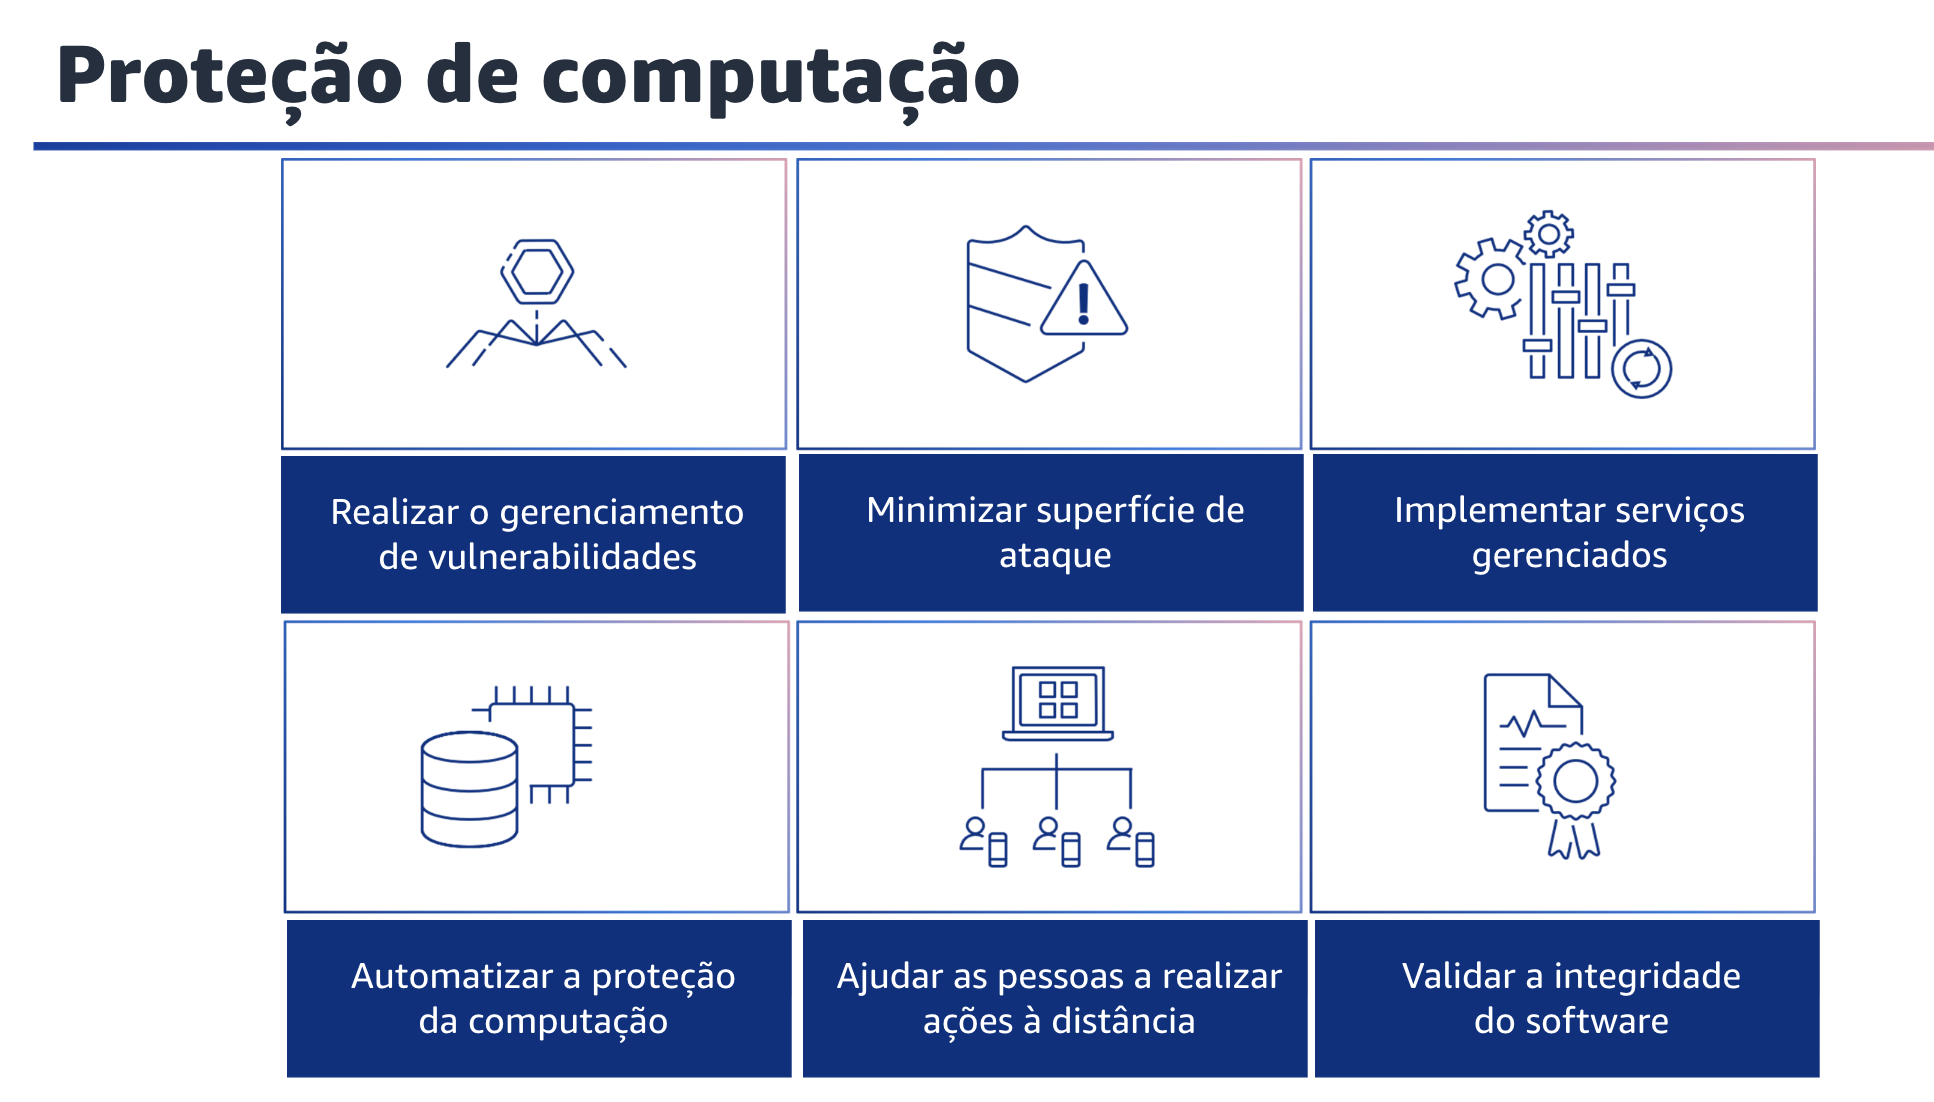 Proteção de computação
Realizar o gerenciamento
de vulnerabilidades
Minimizar superfície de
ataque
Implementar serviços
gerenciados
Automatizar a proteção
da computação
Ajudar as pessoas a realizar
ações à distância
Validar a integridade
do software